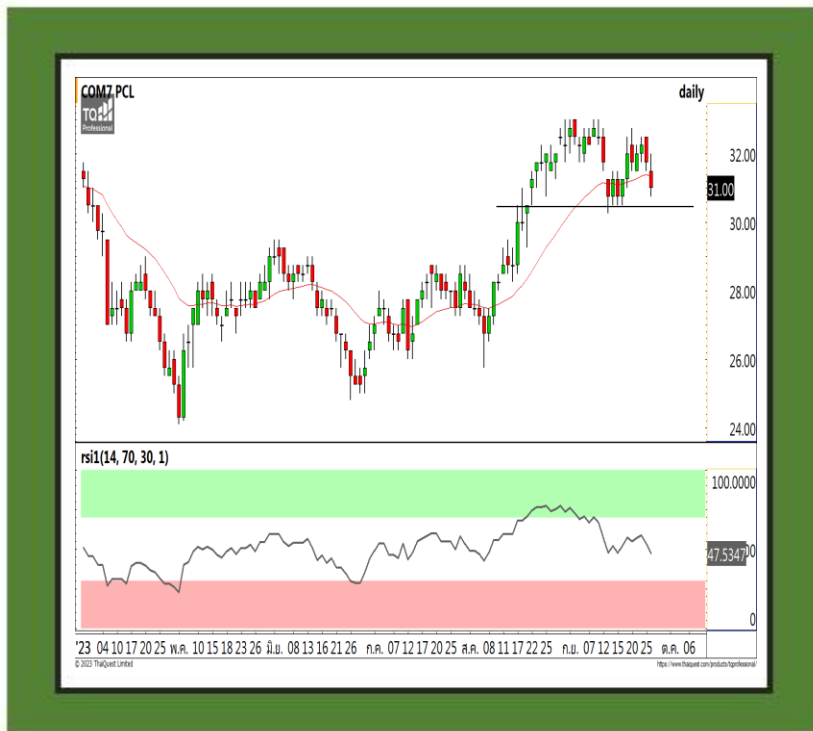 COM7 PCL
daily
TQ
Professional
32.00
31.00
30.00
28.00
26.00
24.00
rsi1(14, 70, 30, 1)
100.0000
47.5347
0
'23 04 10 17 20 25 พ.ค. 10 15 18 23 26 มิ.ย. 08 13 16 21 26 ก.ค. 07 12 17 20 25 ส.ค. 08 11 17 22 25 ก.ย. 07 12 15 20 25 ต.ค. 06
© 2023 ThaiQuest Limited
https://www.thaiquest.com/products/tqprofessional/